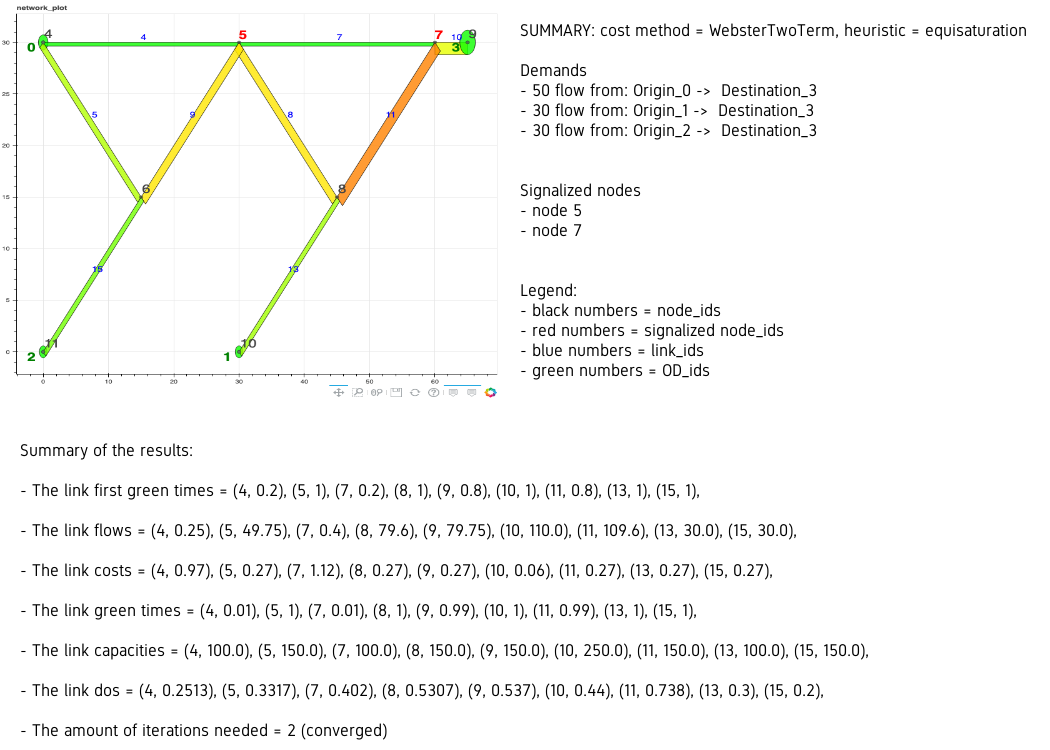 network_plot
4
5
7
9
0
4
7
10
3
30
25
5
9
8
11
20
6
8
15
10
15
13
5
11
10
0
2
1
0
10
20
30
40
50
60
SUMMARY: cost method = WebsterTwoTerm, heuristic = equisaturation
Demands
- 50 flow from: Origin_0 -> Destination_3
- 30 flow from: Origin_1 -> Destination_3
- 30 flow from: Origin_2 -> Destination_3
Signalized nodes
- node 5
- node 7
Legend:
- black numbers = node_ids
- red numbers = signalized node_ids
- blue numbers = link_ids
- green numbers = OD_ids
Summary of the results:
- The link first green times = (4, 0.2), (5, 1), (7, 0.2), (8, 1), (9, 0.8), (10, 1), (11, 0.8), (13, 1), (15, 1),
- The link flows = (4, 0.25), (5, 49.75), (7, 0.4), (8, 79.6), (9, 79.75), (10, 110.0), (11, 109.6), (13, 30.0), (15, 30.0),
- The link costs = (4, 0.97), (5, 0.27), (7, 1.12), (8, 0.27), (9, 0.27), (10, 0.06), (11, 0.27), (13, 0.27), (15, 0.27),
- The link green times = (4, 0.01), (5, 1), (7, 0.01), (8, 1), (9, 0.99), (10, 1), (11, 0.99), (13, 1), (15, 1),
- The link capacities = (4, 100.0), (5, 150.0), (7, 100.0), (8, 150.0), (9, 150.0), (10, 250.0), (11, 150.0), (13, 100.0), (15, 150.0),
- The link dos = (4, 0.2513), (5, 0.3317), (7, 0.402), (8, 0.5307), (9, 0.537), (10, 0.44), (11, 0.738), (13, 0.3), (15, 0.2),
- The amount of iterations needed = 2 (converged)